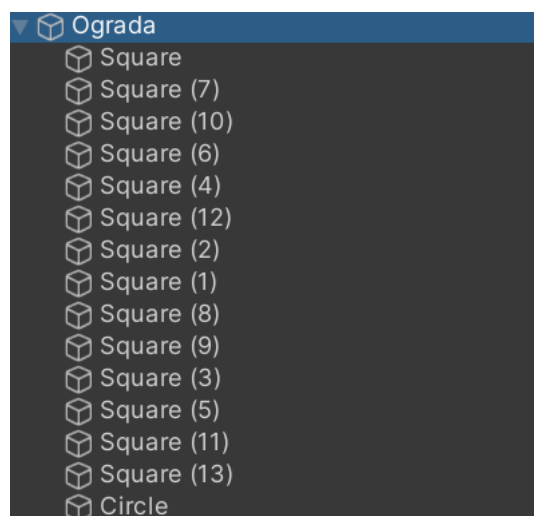 Ograda
Square
Square (7)
Square (10)
Square (6)
Square (4)
Square (12)
Square (2)
Square (1)
Square (8)
Square (9)
Square (3)
Square (5)
Square (11)
Square (13)
Circle